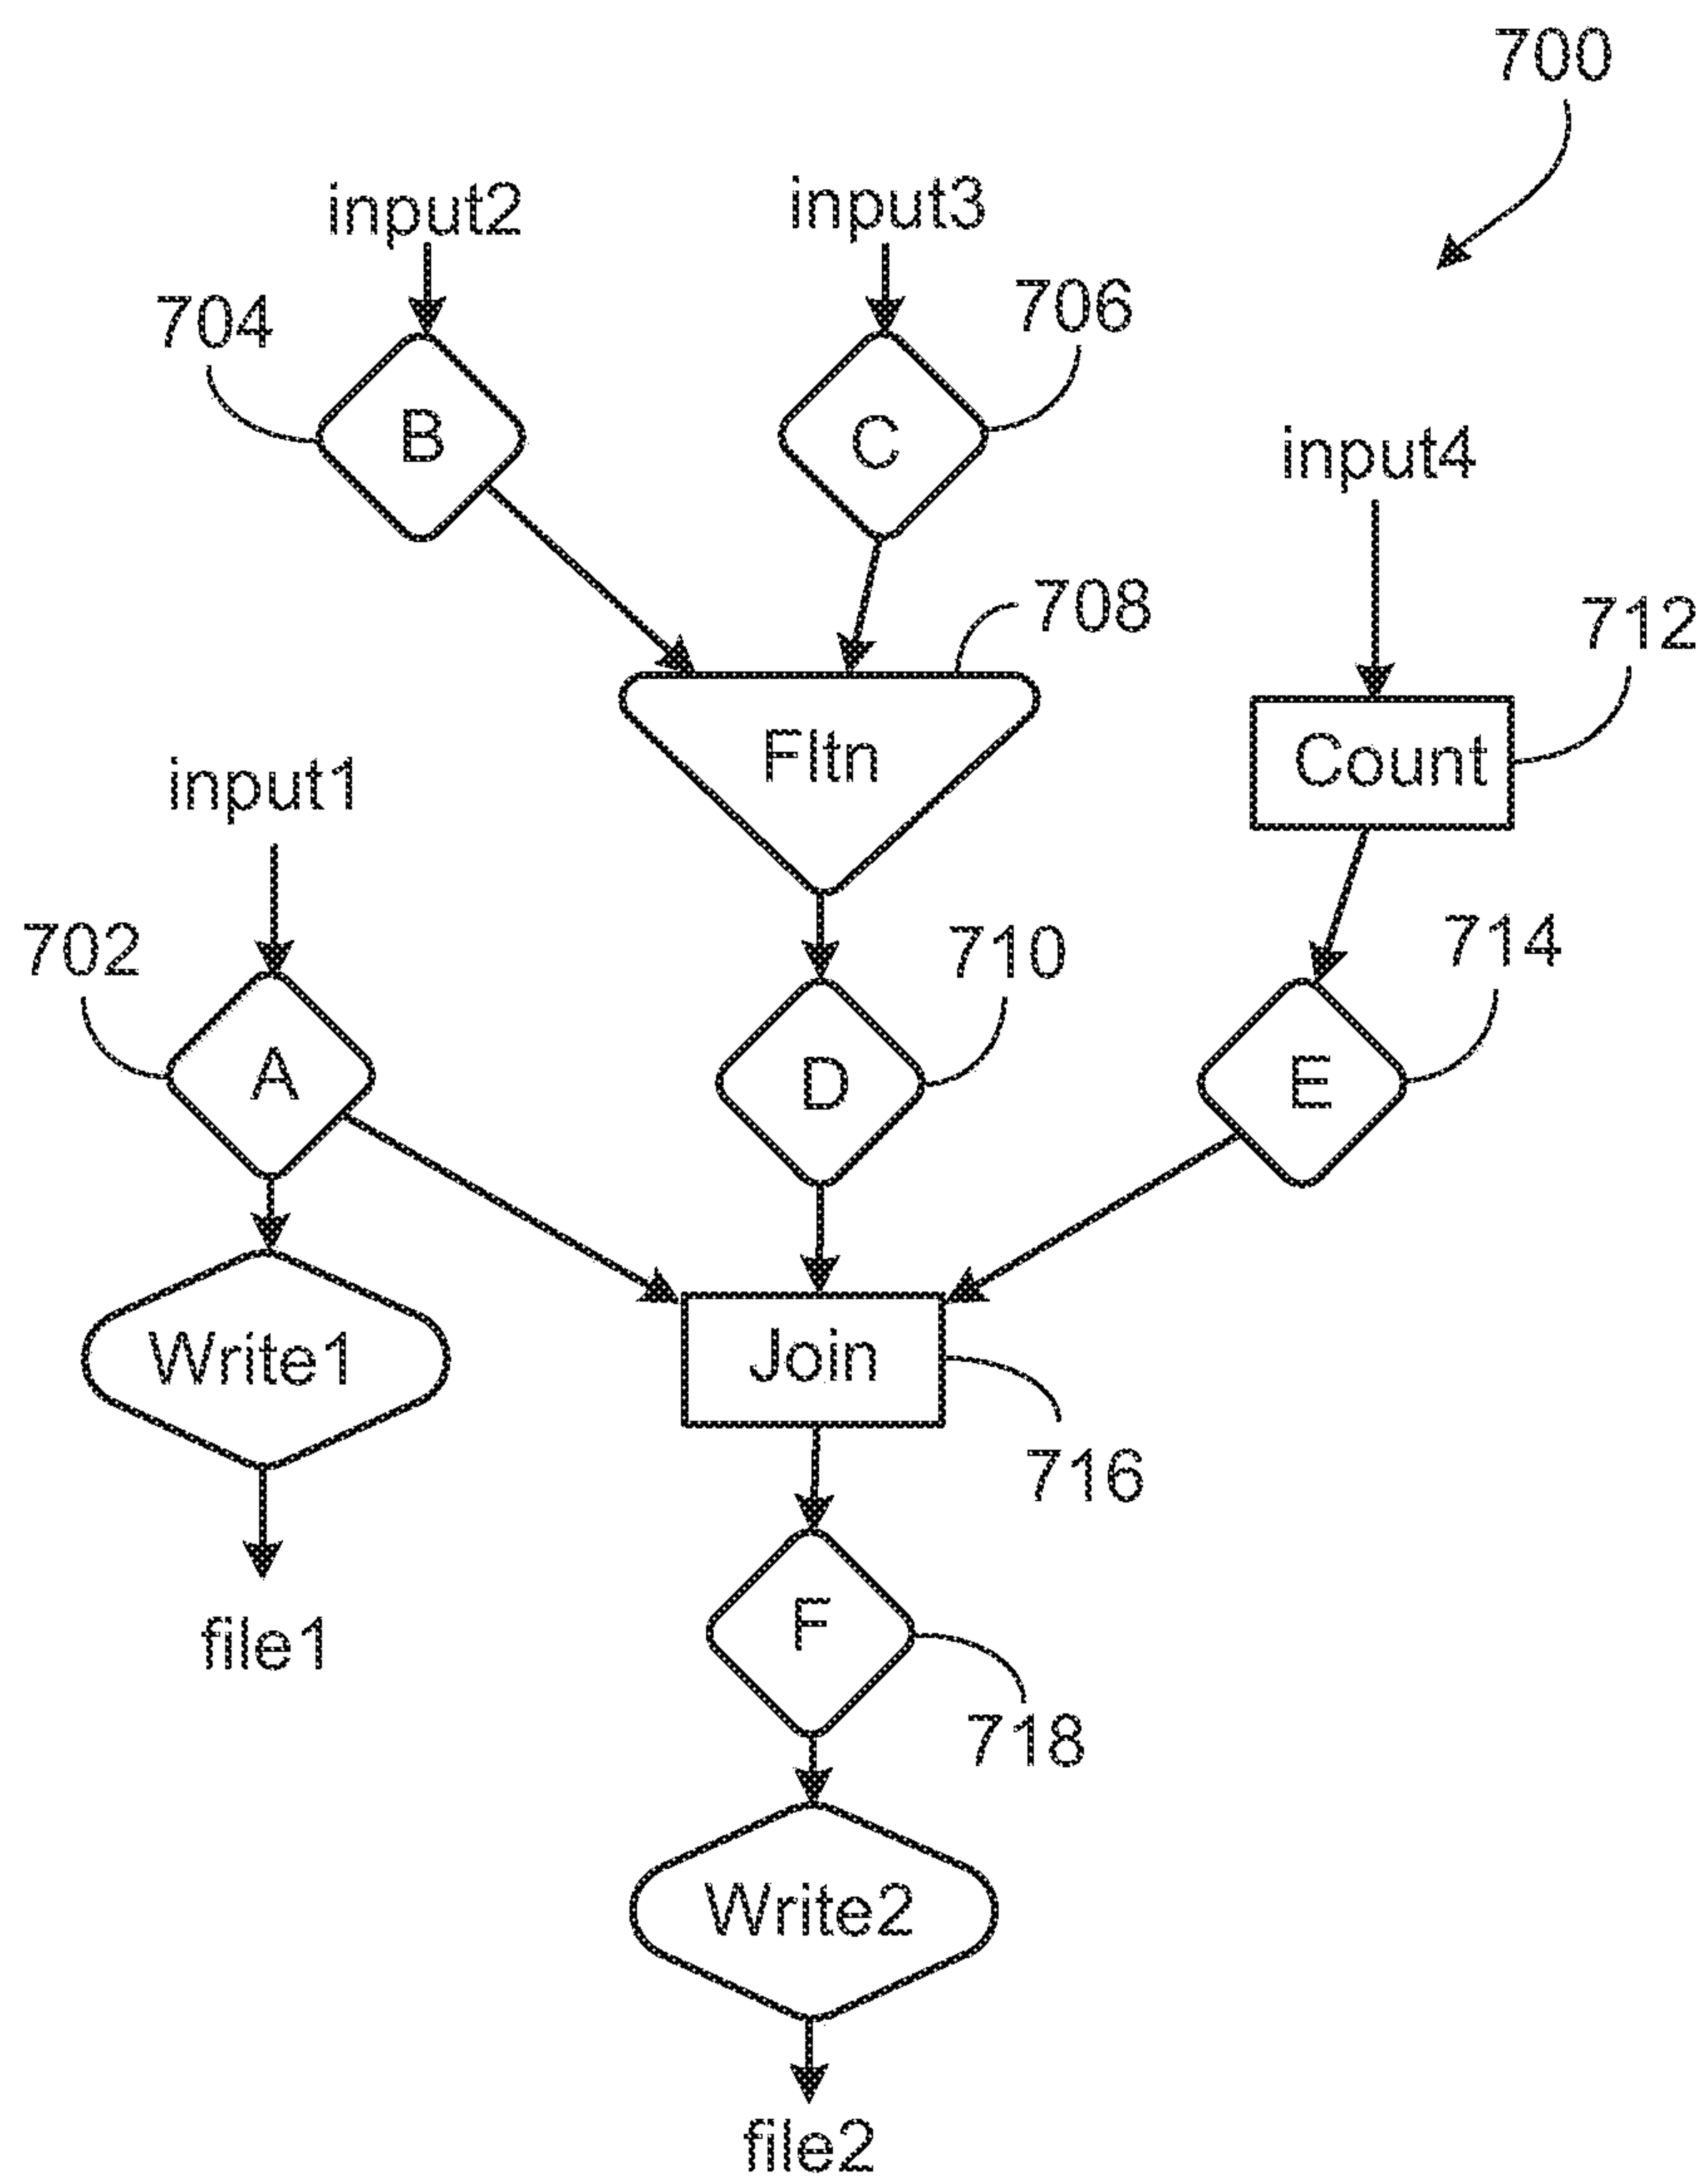 700
input2
input3
704
706
B
C
input4
708
712
Fltn
Count
input1
702
710
714
A
D
E
Write1
Join
716
file1
F
718
Write2
file2